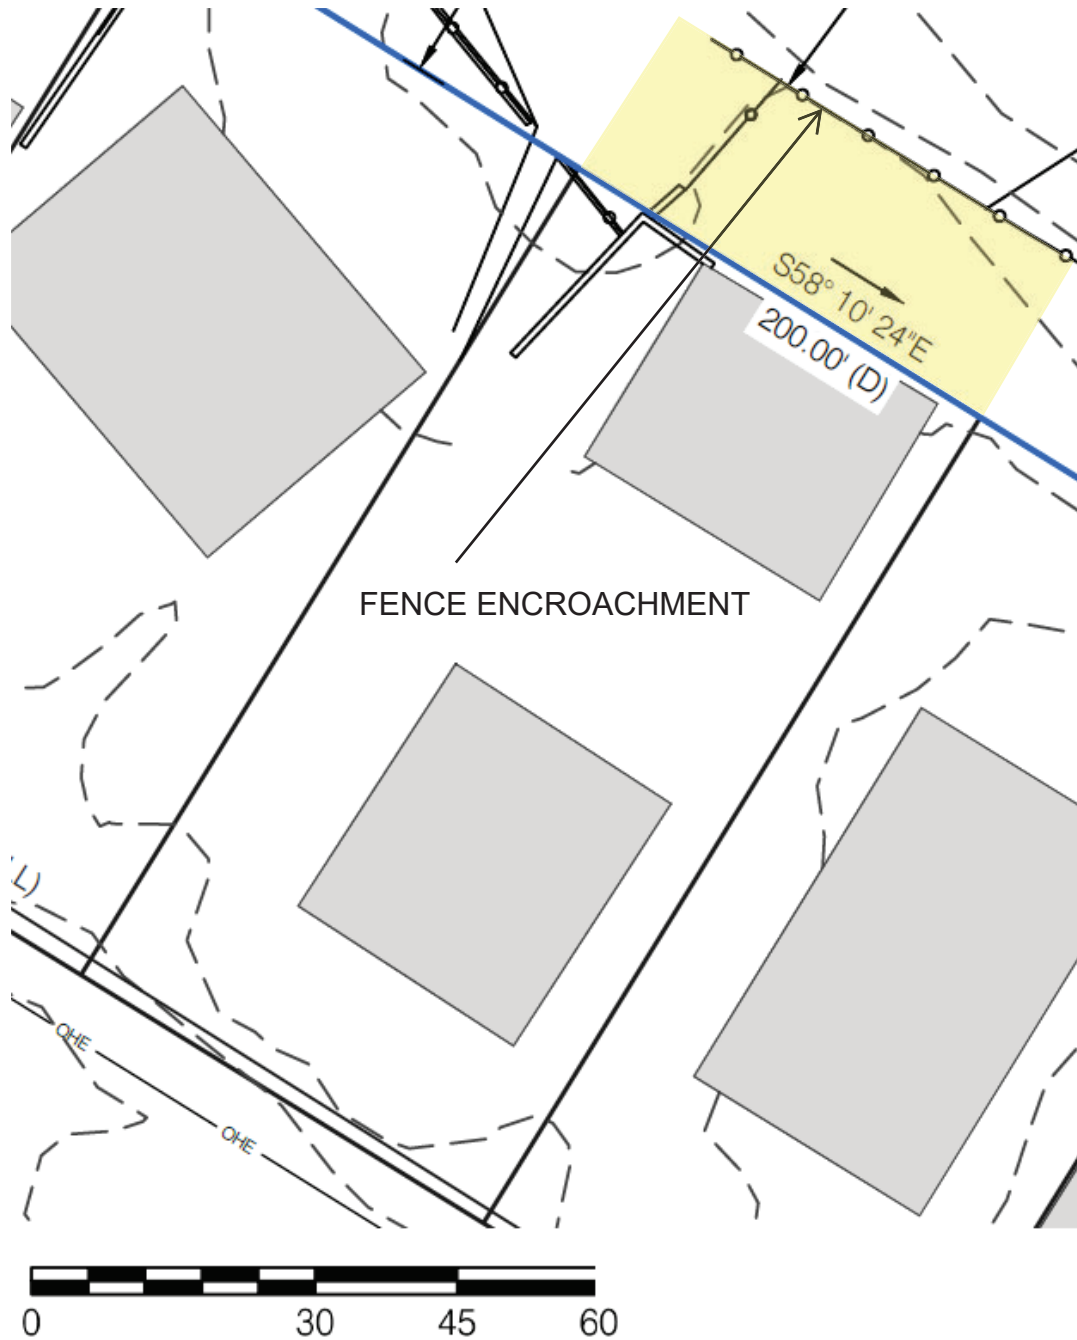 S58° 10' 24"E
200.00' (D)
FENCE ENCROACHMENT
L)
OHE
OHE
0 30 45 60